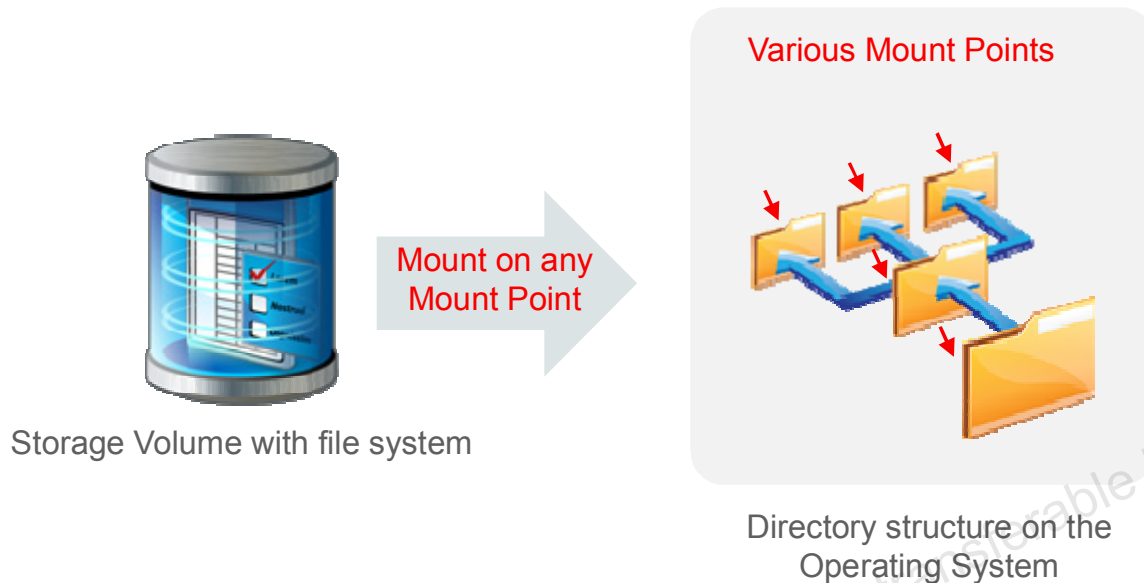 Various Mount Points
Mount on any
Mount Point
Storage Volume with file system
Directory structure on the
Operating System